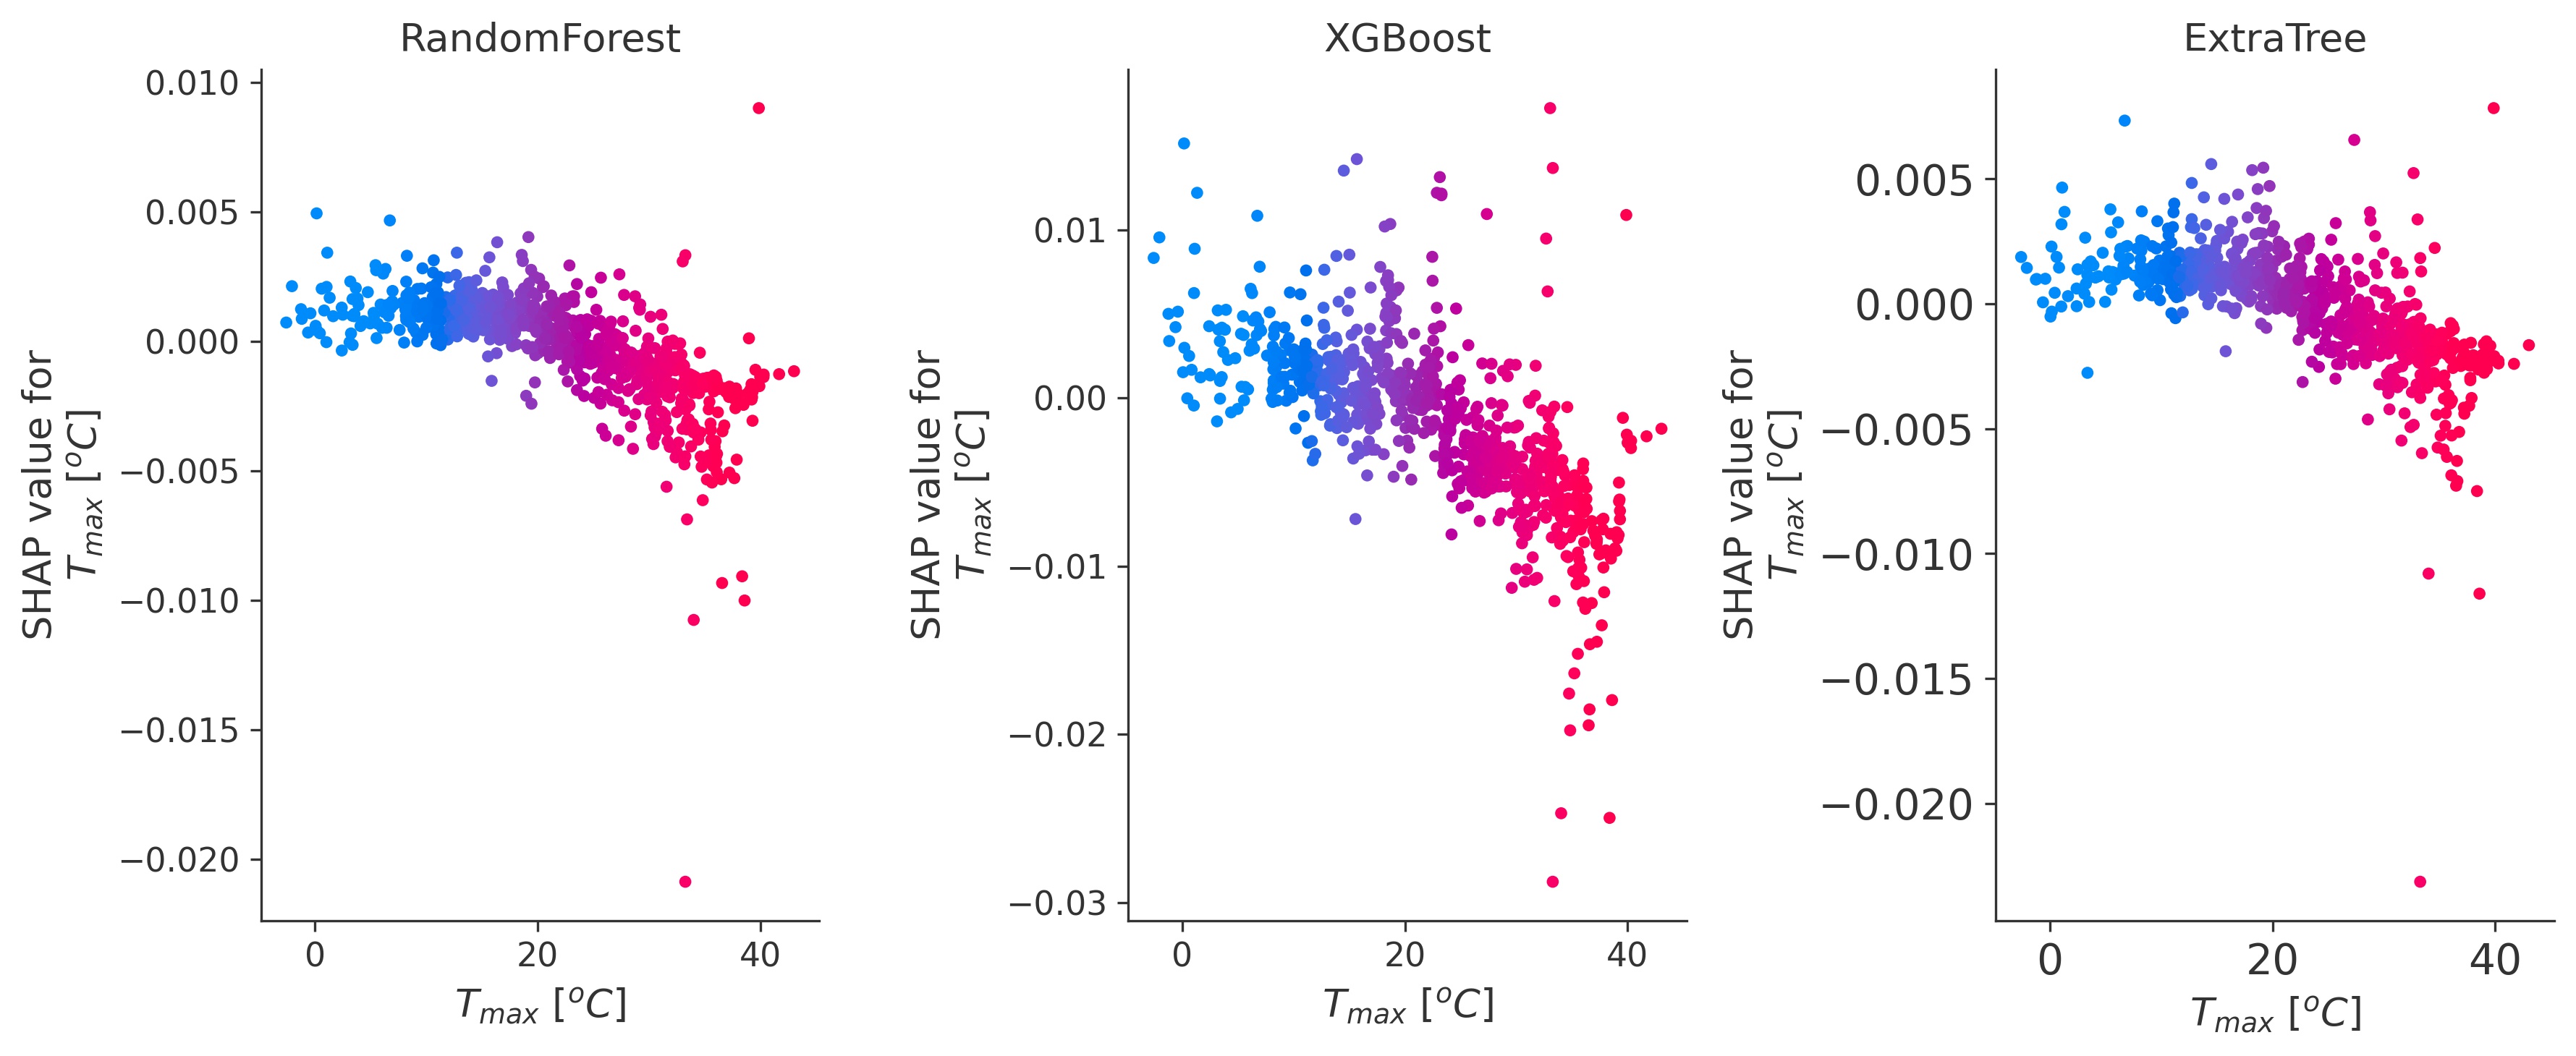 RandomForest
0.010
0.005
0.000
−0.005
−0.010
−0.015
−0.020
SHAP value for
T_max [°C]
0 20 40
T_max [°C]
XGBoost
0.01
0.00
−0.01
−0.02
−0.03
SHAP value for
T_max [°C]
0 20 40
T_max [°C]
ExtraTree
0.005
0.000
−0.005
−0.010
−0.015
−0.020
SHAP value for
T_max [°C]
0 20 40
T_max [°C]